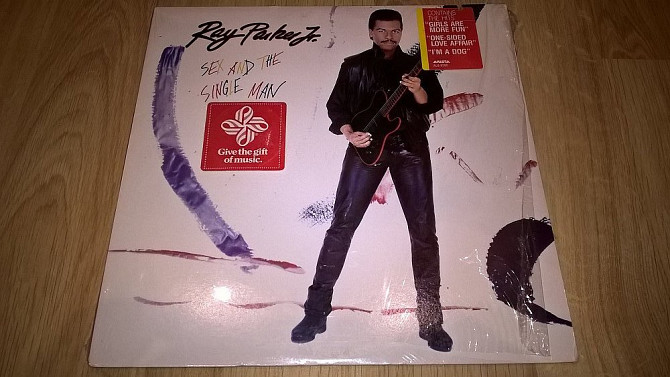 Ray Parker Jr.
SEX AND THE
SINGLE MAN
Give the gift
of music.
CONTAINS
THE HITS
"GIRLS ARE
MORE FUN"
"ONE-SIDED
LOVE AFFAIR"
"I'M A DOG"
ARISTA